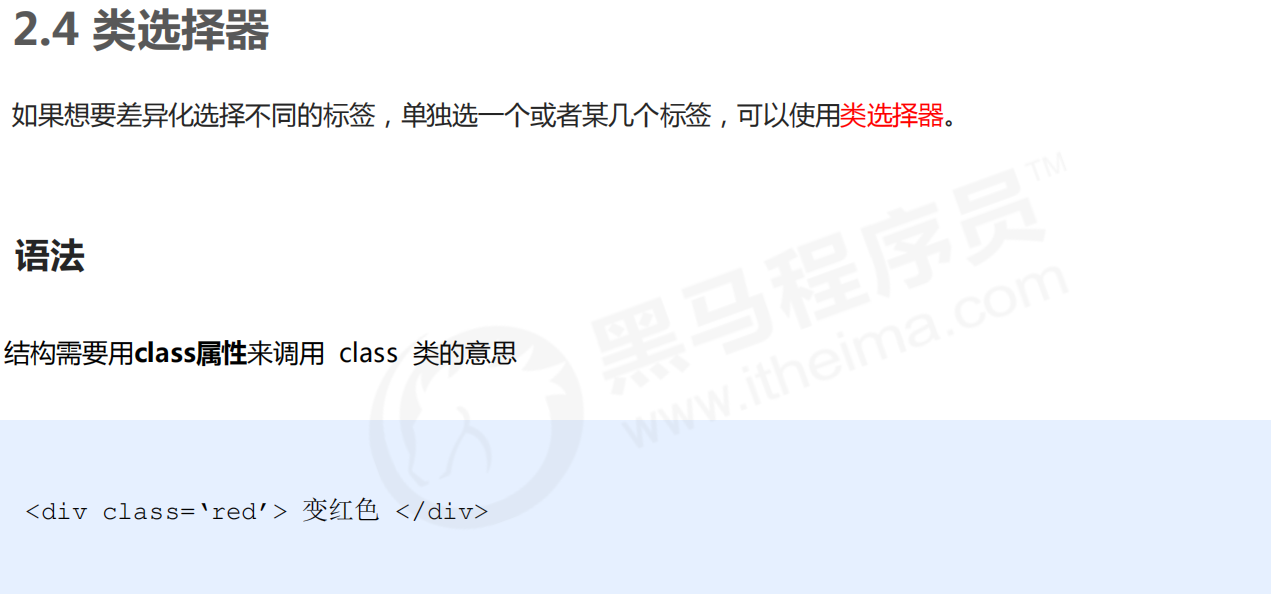 2.4 类选择器
如果想要差异化选择不同的标签，单独选一个或者某几个标签，可以使用类选择器。
语法
黑马程序员™
www.itheima.com
结构需要用class属性来调用 class 类的意思
<div class=‘red’> 变红色 </div>